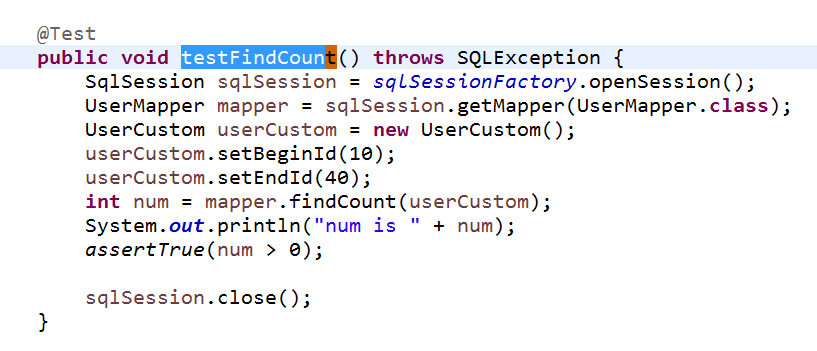 @Test
public void testFindCount() throws SQLException {
    SqlSession sqlSession = sqlSessionFactory.openSession();
    UserMapper mapper = sqlSession.getMapper(UserMapper.class);
    UserCustom userCustom = new UserCustom();
    userCustom.setBeginId(10);
    userCustom.setEndId(40);
    int num = mapper.findCount(userCustom);
    System.out.println("num is " + num);
    assertTrue(num > 0);

    sqlSession.close();
}